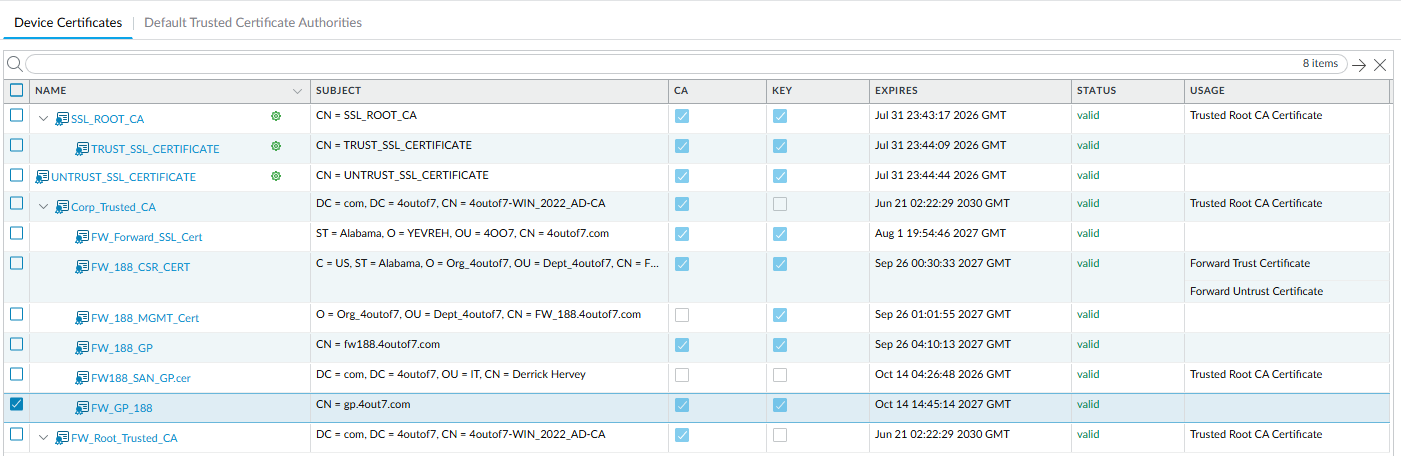 Device Certificates Default Trusted Certificate Authorities
8 items
NAME SUBJECT CA KEY EXPIRES STATUS USAGE
SSL_ROOT_CA CN = SSL_ROOT_CA Jul 31 23:43:17 2026 GMT valid Trusted Root CA Certificate
TRUST_SSL_CERTIFICATE CN = TRUST_SSL_CERTIFICATE Jul 31 23:44:09 2026 GMT valid
UNTRUST_SSL_CERTIFICATE CN = UNTRUST_SSL_CERTIFICATE Jul 31 23:44:44 2026 GMT valid
Corp_Trusted_CA DC = com, DC = 4outof7, CN = 4outof7-WIN_2022_AD-CA Jun 21 02:22:29 2030 GMT valid Trusted Root CA Certificate
FW_Forward_SSL_Cert ST = Alabama, O = YEVREH, OU = 4OO7, CN = 4outof7.com Aug 1 19:54:46 2027 GMT valid
FW_188_CSR_CERT C = US, ST = Alabama, O = Org_4outof7, OU = Dept_4outof7, CN = F... Sep 26 00:30:33 2027 GMT valid Forward Trust Certificate
Forward Untrust Certificate
FW_188_MGMT_Cert O = Org_4outof7, OU = Dept_4outof7, CN = FW_188.4outof7.com Sep 26 01:01:55 2027 GMT valid
FW_188_GP CN = fw188.4outof7.com Sep 26 04:10:13 2027 GMT valid
FW188_SAN_GP.cer DC = com, DC = 4outof7, OU = IT, CN = Derrick Hervey Oct 14 04:26:48 2026 GMT valid Trusted Root CA Certificate
FW_GP_188 CN = gp.4out7.com Oct 14 14:45:14 2027 GMT valid
FW_Root_Trusted_CA DC = com, DC = 4outof7, CN = 4outof7-WIN_2022_AD-CA Jun 21 02:22:29 2030 GMT valid Trusted Root CA Certificate